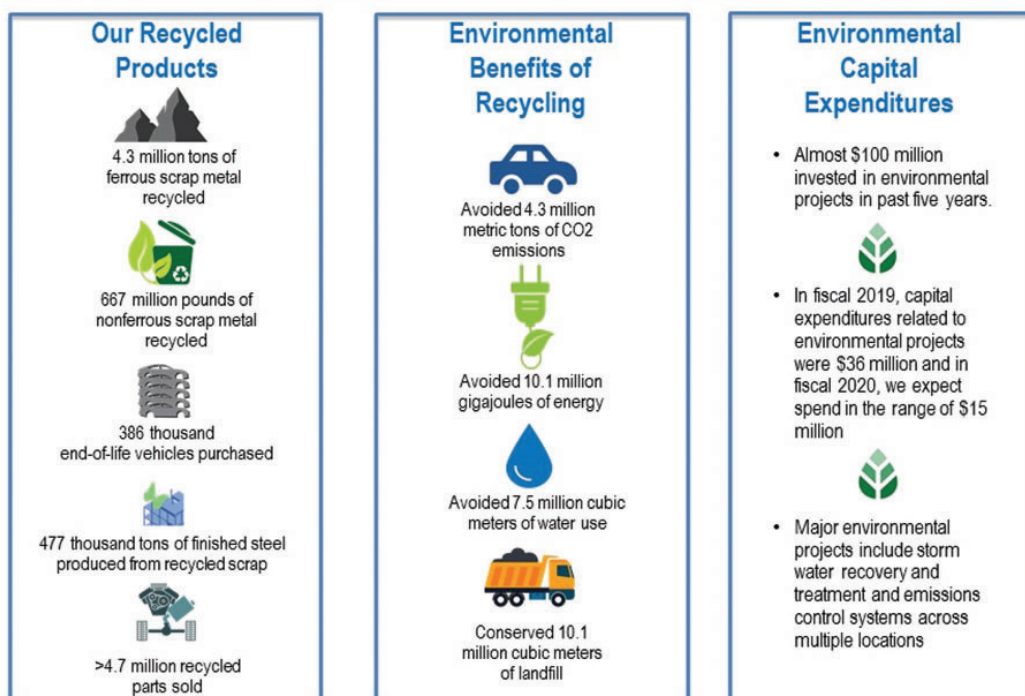 Our Recycled
Products
4.3 million tons of
ferrous scrap metal
recycled
667 million pounds of
nonferrous scrap metal
recycled
386 thousand
end-of-life vehicles purchased
477 thousand tons of finished steel
produced from recycled scrap
>4.7 million recycled
parts sold
Environmental
Benefits of
Recycling
Avoided 4.3 million
metric tons of CO2
emissions
Avoided 10.1 million
gigajoules of energy
Avoided 7.5 million cubic
meters of water use
Conserved 10.1
million cubic meters
of landfill
Environmental
Capital
Expenditures
• Almost $100 million
invested in environmental
projects in past five years.
• In fiscal 2019, capital
expenditures related to
environmental projects
were $36 million and in
fiscal 2020, we expect
spend in the range of $15
million
• Major environmental
projects include storm
water recovery and
treatment and emissions
control systems across
multiple locations